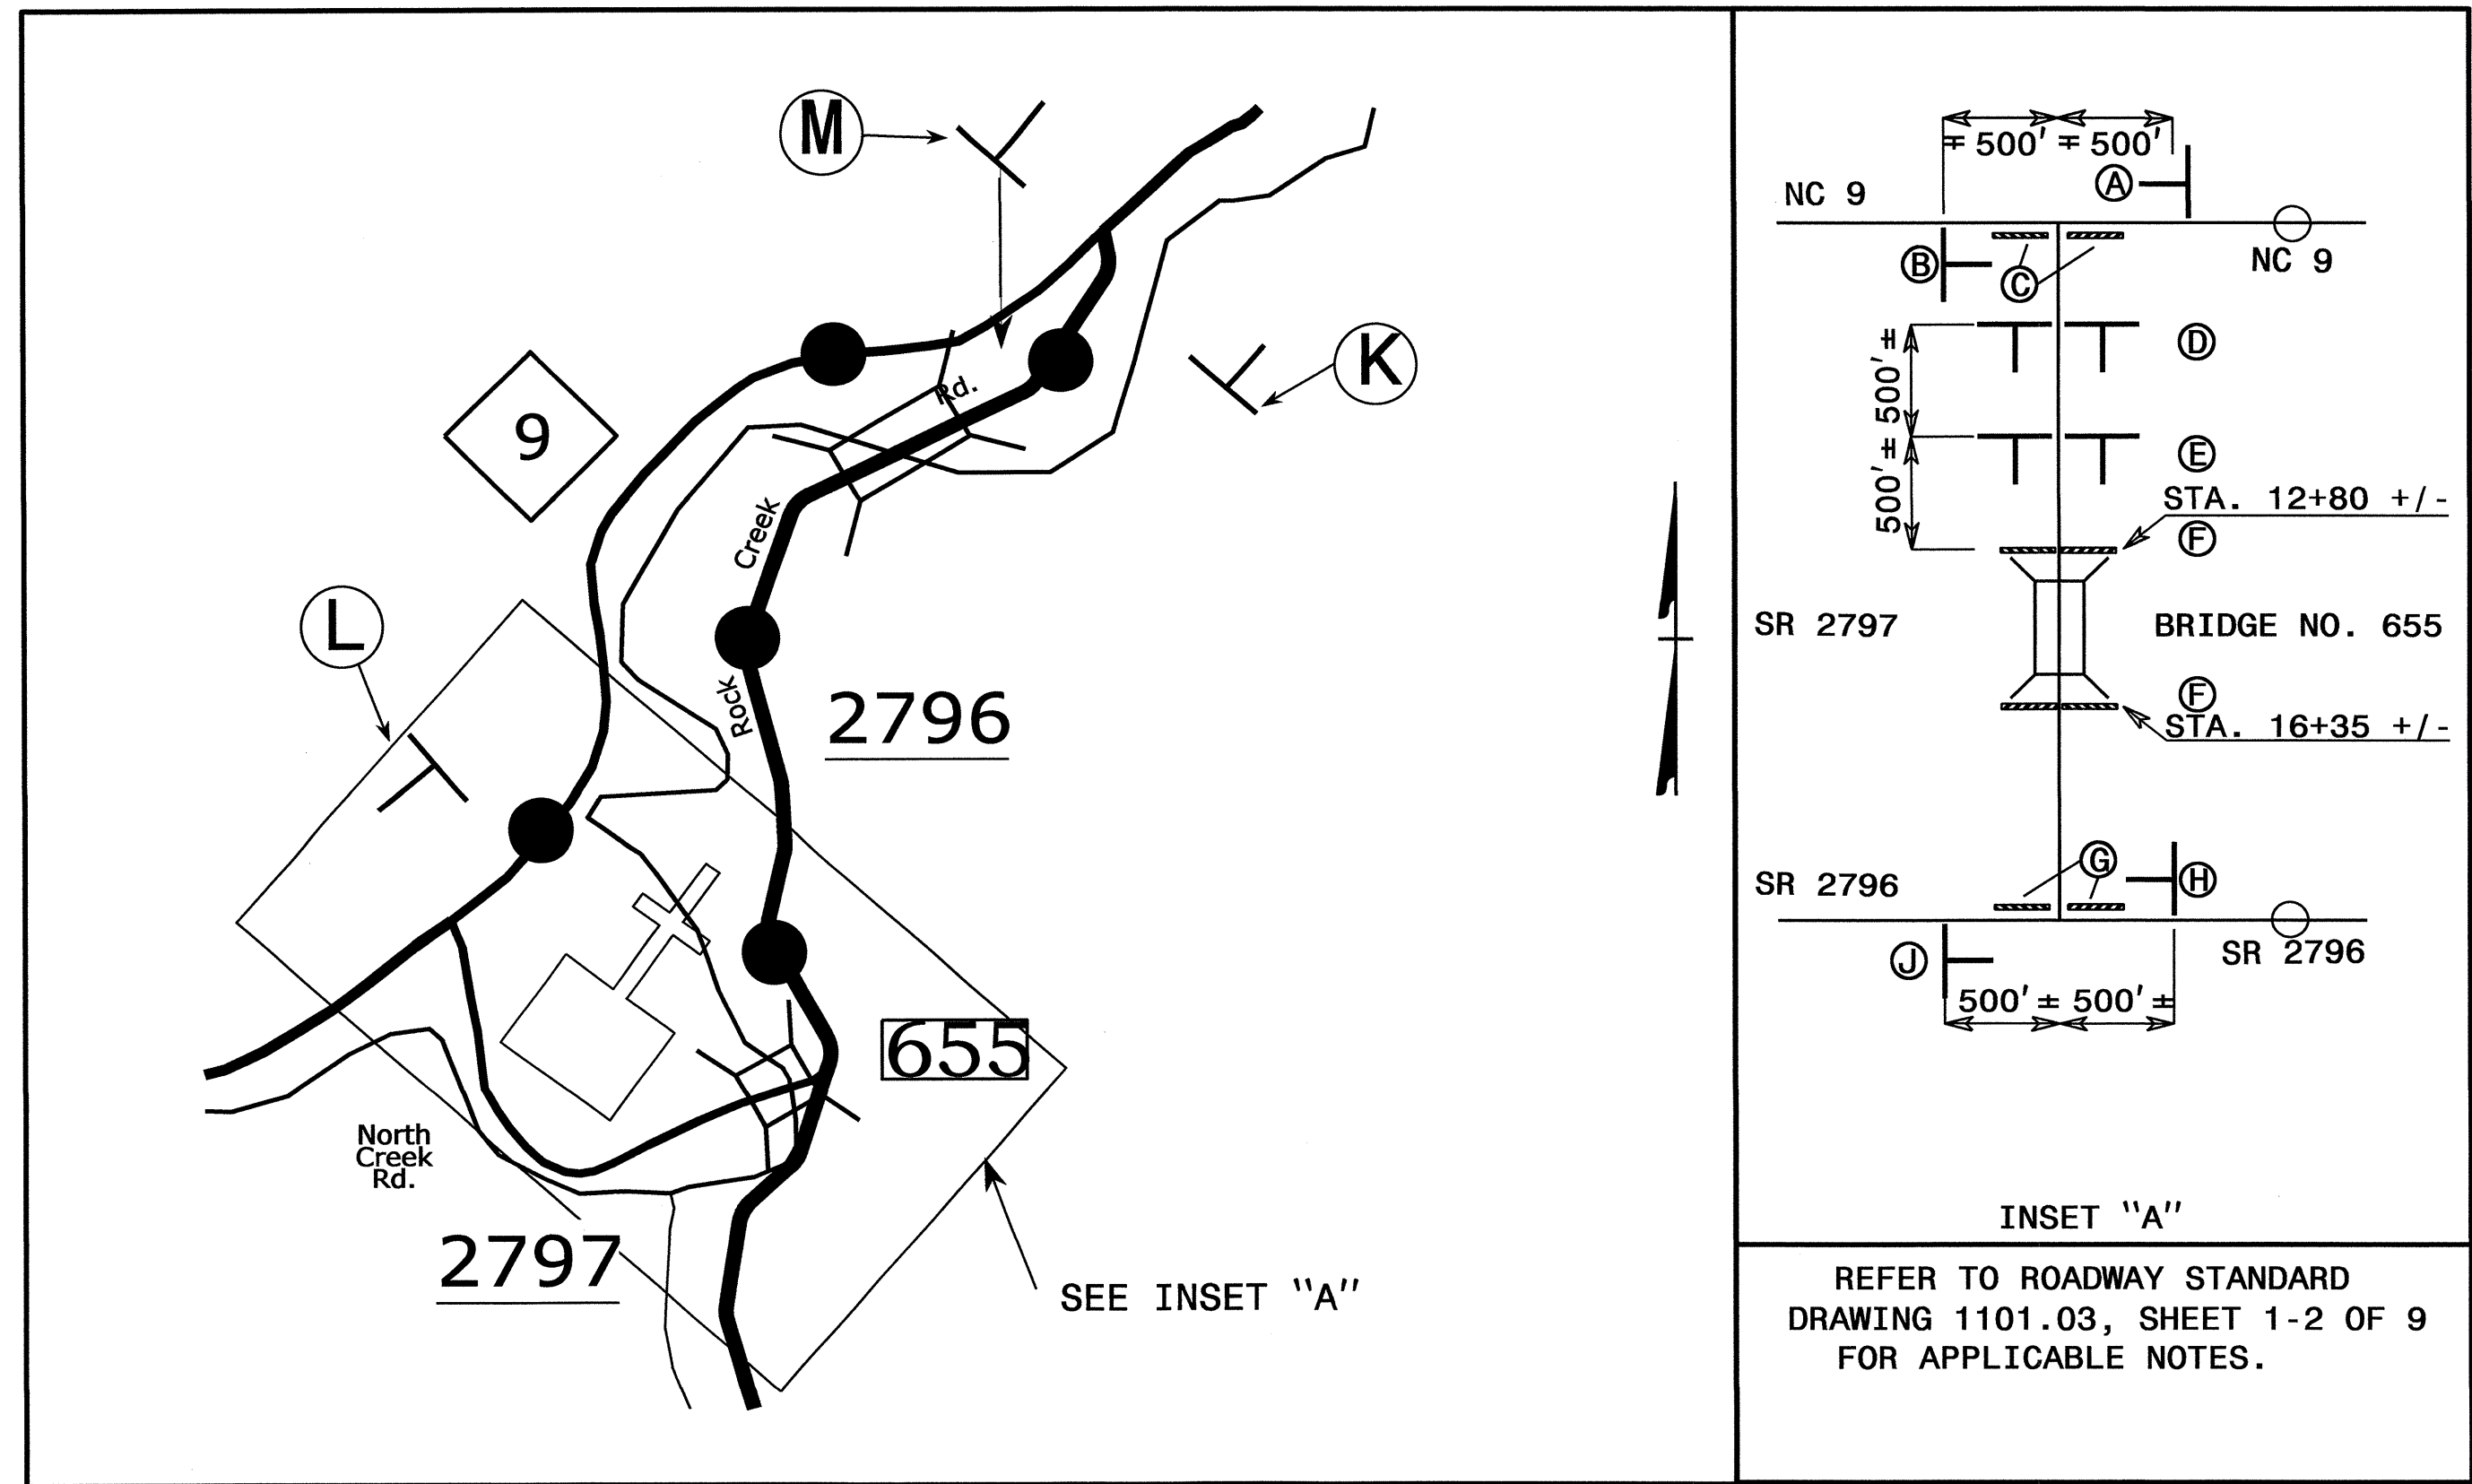 M
K
9
Rd.
Creek
L
Rock
2796
655
North
Creek
Rd.
2797
SEE INSET "A"
∓ 500' ∓ 500'
A
NC 9
B
C
NC 9
D
500' ±
E
500' ±
STA. 12+80 +/-
F
SR 2797
BRIDGE NO. 655
F
STA. 16+35 +/-
G
SR 2796
H
J
SR 2796
500' ± 500' ±
INSET "A"
REFER TO ROADWAY STANDARD
DRAWING 1101.03, SHEET 1-2 OF 9
FOR APPLICABLE NOTES.